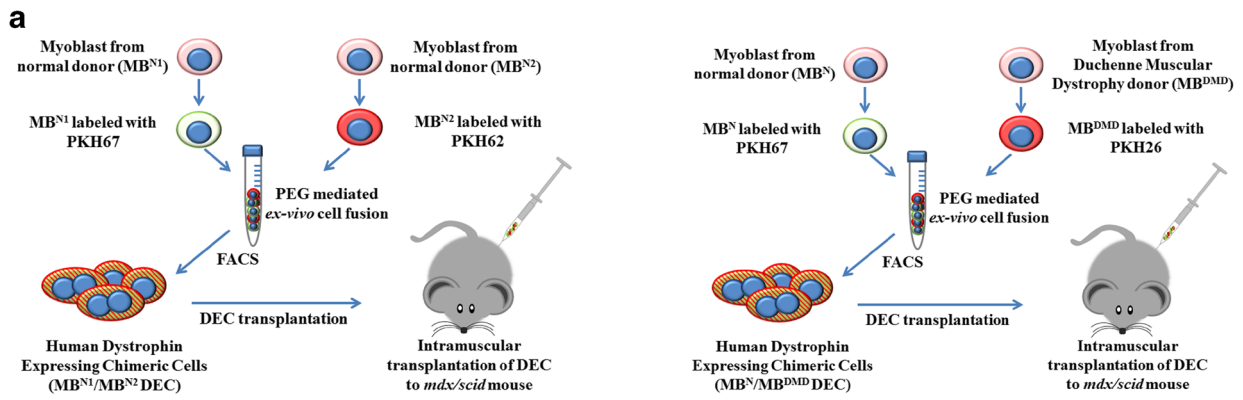 a
Myoblast from
normal donor (MBᴺ¹)
Myoblast from
normal donor (MBᴺ²)
MBᴺ¹ labeled with
PKH67
MBᴺ² labeled with
PKH62
PEG mediated
ex-vivo cell fusion
FACS
DEC transplantation
Human Dystrophin
Expressing Chimeric Cells
(MBᴺ¹/MBᴺ² DEC)
Intramuscular
transplantation of DEC
to mdx/scid mouse
Myoblast from
normal donor (MBᴺ)
Myoblast from
Duchenne Muscular
Dystrophy donor (MBᴰᴹᴰ)
MBᴺ labeled with
PKH67
MBᴰᴹᴰ labeled with
PKH26
PEG mediated
ex-vivo cell fusion
FACS
DEC transplantation
Human Dystrophin
Expressing Chimeric Cells
(MBᴺ/MBᴰᴹᴰ DEC)
Intramuscular
transplantation of DEC
to mdx/scid mouse